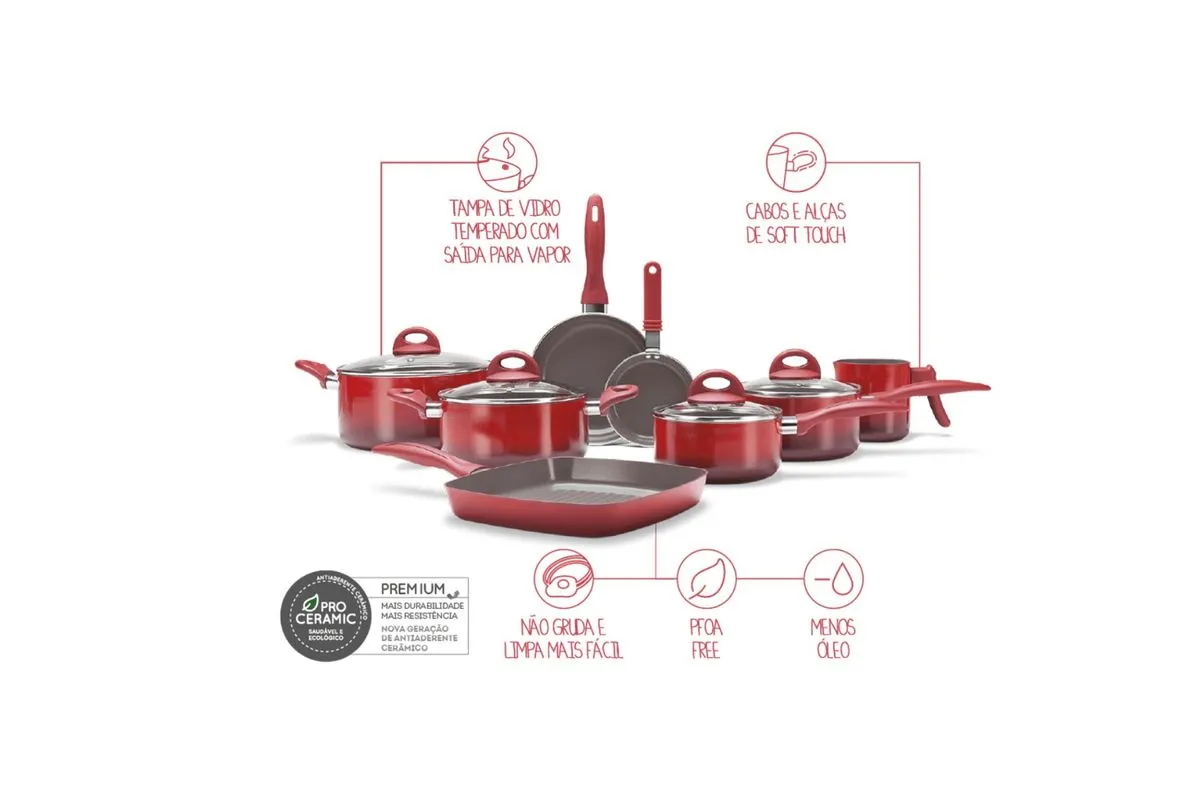 TAMPA DE VIDRO
TEMPERADO COM
SAÍDA PARA VAPOR
CABOS E ALÇAS
DE SOFT TOUCH
ANTIADERENTE CERÂMICO
PRO
CERAMIC
SAUDÁVEL E
ECOLÓGICO
PREMIUM
MAIS DURABILIDADE
MAIS RESISTÊNCIA
NOVA GERAÇÃO
DE ANTIADERENTE
CERÂMICO
NÃO GRUDA E
LIMPA MAIS FÁCIL
PFOA
FREE
MENOS
ÓLEO